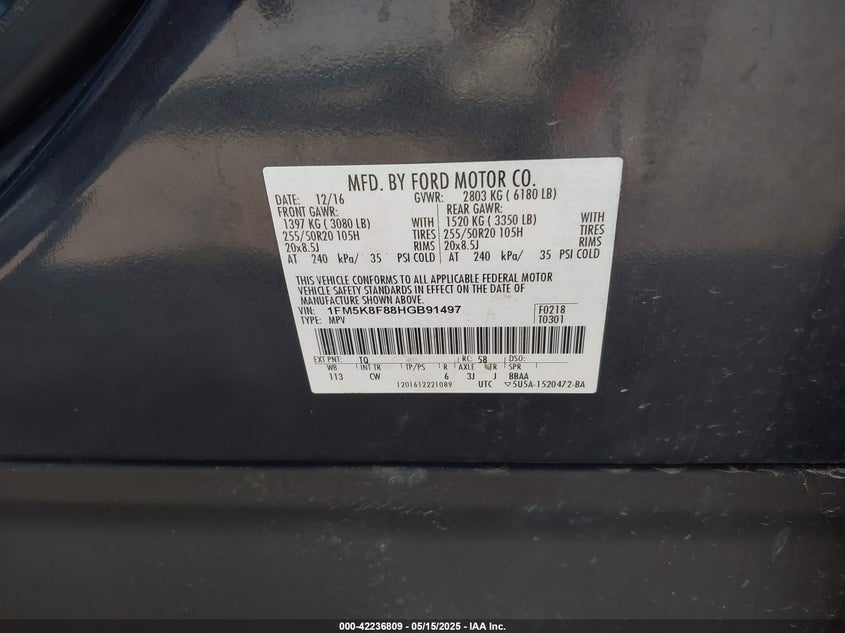 MFD. BY FORD MOTOR CO.
DATE: 12/16 GVWR: 2803 KG ( 6180 LB)
FRONT GAWR: REAR GAWR:
1397 KG ( 3080 LB) WITH 1520 KG ( 3350 LB) WITH
255/50R20 105H TIRES 255/50R20 105H TIRES
20x8.5J RIMS 20x8.5J RIMS
AT 240 kPa/ 35 PSI COLD AT 240 kPa/ 35 PSI COLD
THIS VEHICLE CONFORMS TO ALL APPLICABLE FEDERAL MOTOR
VEHICLE SAFETY STANDARDS IN EFFECT ON THE DATE OF
MANUFACTURE SHOWN ABOVE.
VIN: 1FM5K8F88HGB91497 F0218
TYPE: MPV T0301
EXT PNT: TQ RC: 58 DSO:
WB INT TR TP/PS R AXLE TR SPR
113 CW 6 3J J BBAA
1201612221089 UTC ▽5U5A-1520472-BA
000-42236809 - 05/15/2025 - IAA Inc.